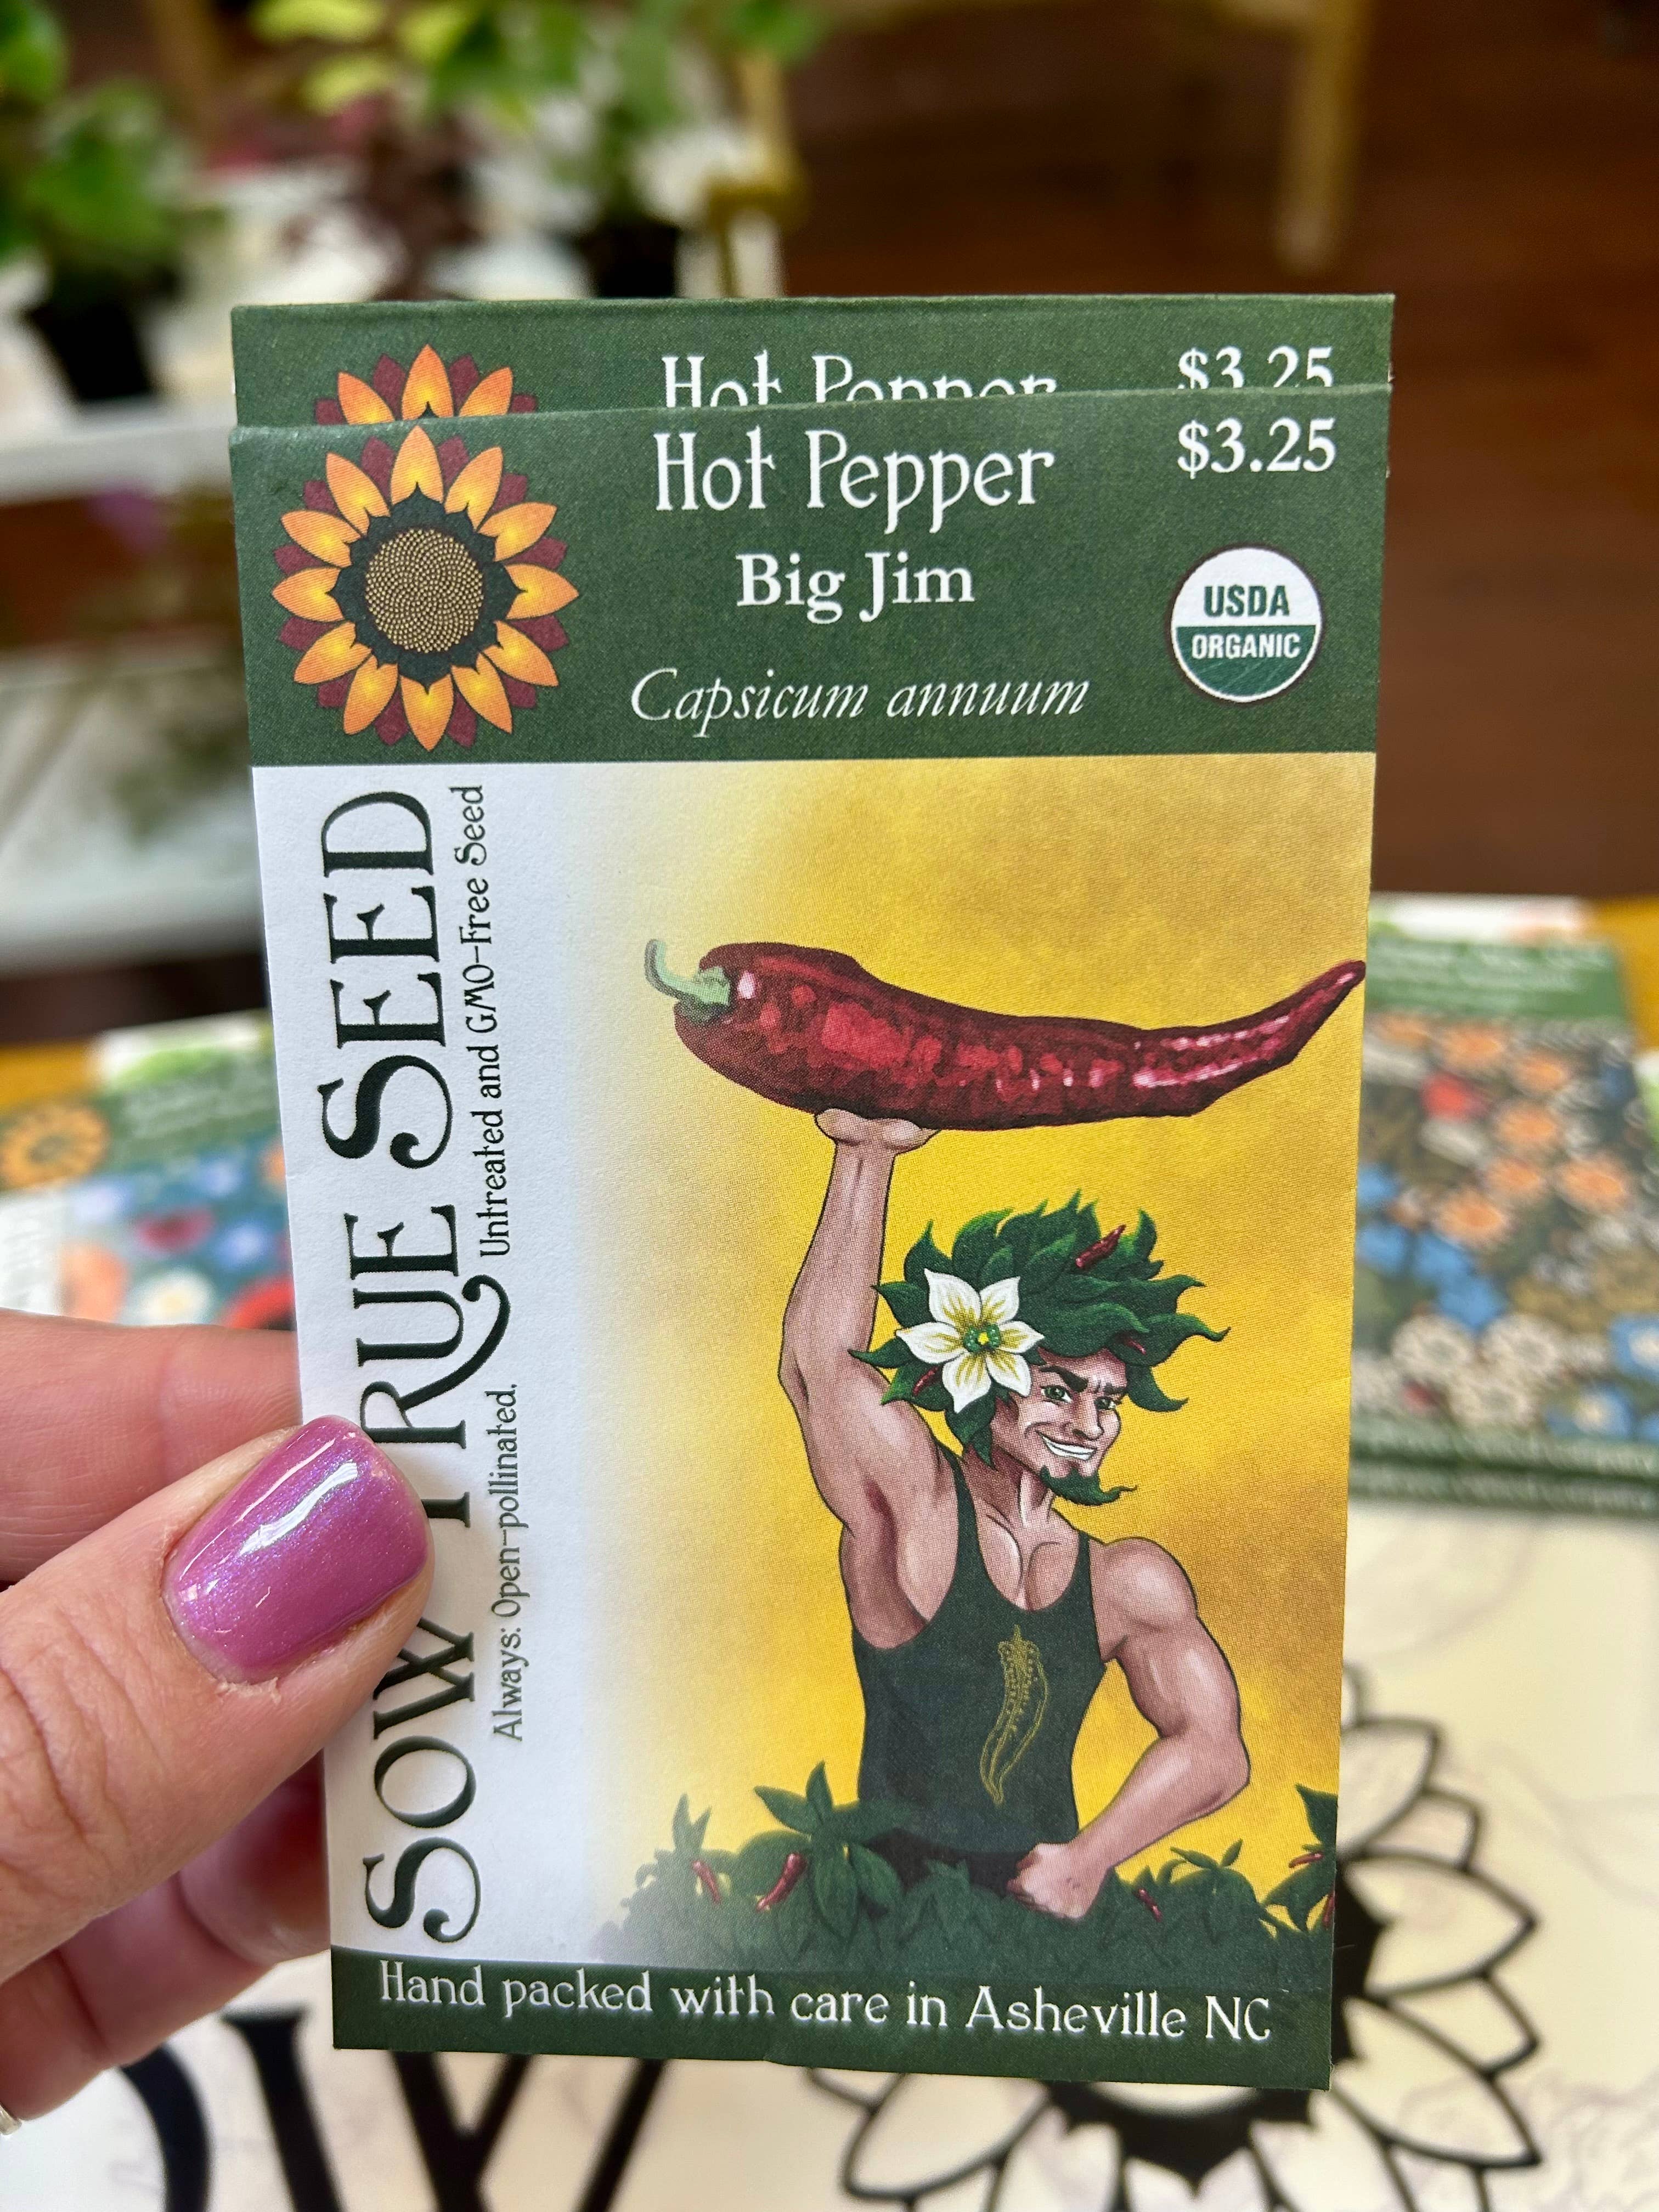 Hot Pepper
$3.25
Hot Pepper
$3.25
Big Jim
USDA
ORGANIC
Capsicum annuum
SOW TRUE SEED
Always: Open-pollinated, Untreated and GMO-Free Seed
Hand packed with care in Asheville NC
OW